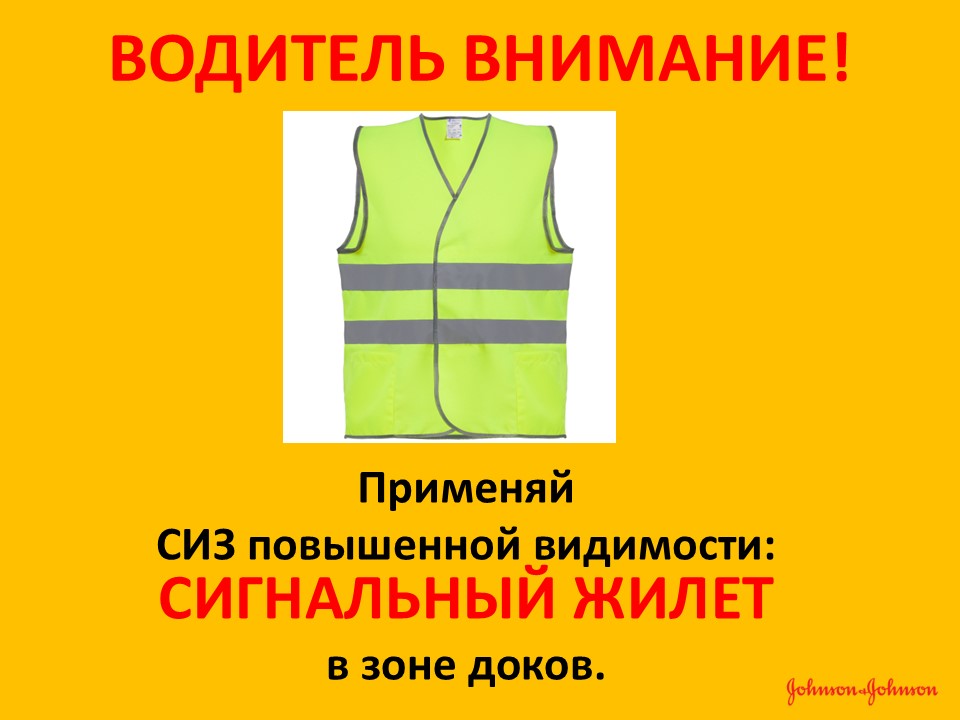 ВОДИТЕЛЬ ВНИМАНИЕ!
Применяй
СИЗ повышенной видимости:
СИГНАЛЬНЫЙ ЖИЛЕТ
в зоне доков.
Johnson & Johnson